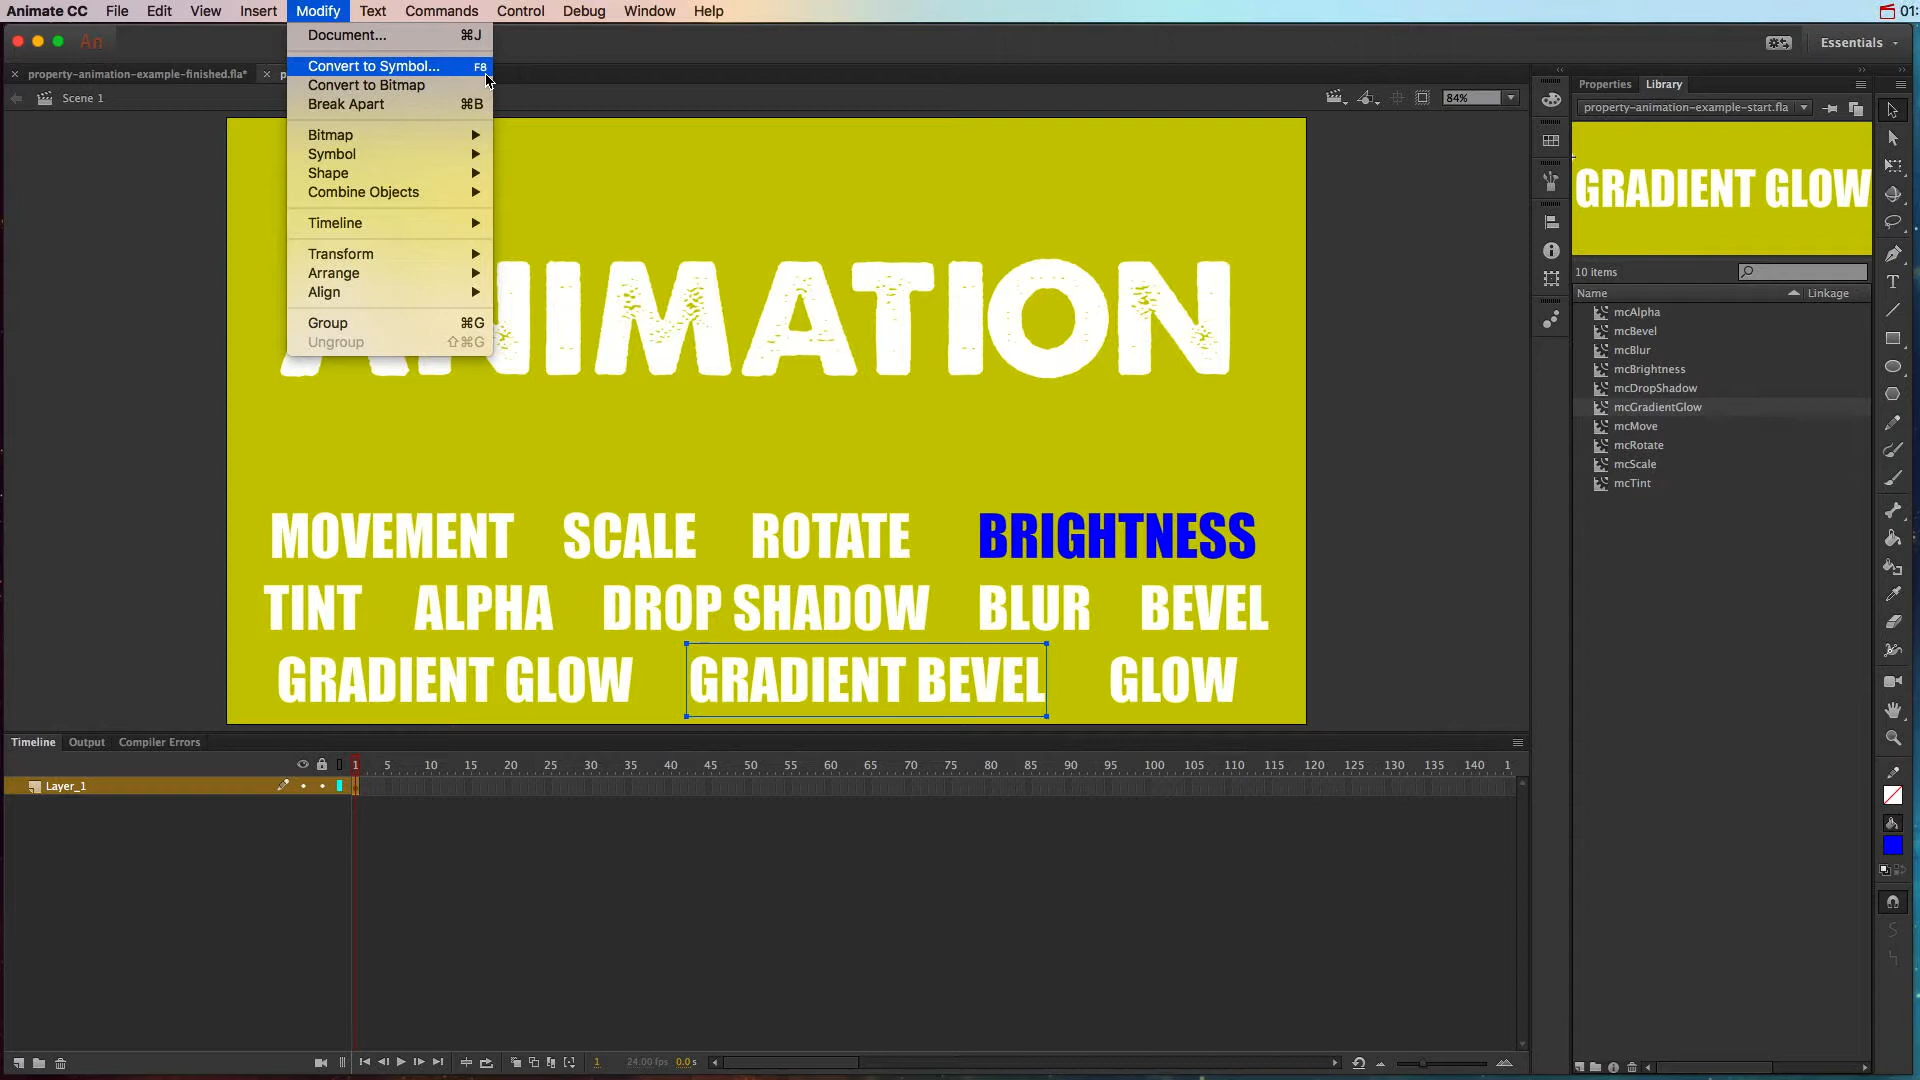 Animate CC File Edit View Insert Modify Text Commands Control Debug Window Help 01:
An Essentials
property-animation-example-finished.fla* × p
Scene 1 84%
Document... ⌘J
Convert to Symbol... F8
Convert to Bitmap
Break Apart ⌘B
Bitmap
Symbol
Shape
Combine Objects
Timeline
Transform
Arrange
Align
Group ⌘G
Ungroup ⇧⌘G
ANIMATION
MOVEMENT SCALE ROTATE BRIGHTNESS
TINT ALPHA DROP SHADOW BLUR BEVEL
GRADIENT GLOW GRADIENT BEVEL GLOW
Properties Library
property-animation-example-start.fla
GRADIENT GLOW
10 items
Name Linkage
mcAlpha
mcBevel
mcBlur
mcBrightness
mcDropShadow
mcGradientGlow
mcMove
mcRotate
mcScale
mcTint
Timeline Output Compiler Errors
1 5 10 15 20 25 30 35 40 45 50 55 60 65 70 75 80 85 90 95 100 105 110 115 120 125 130 135 140 1
Layer_1
1 24.00 fps 0.0 s